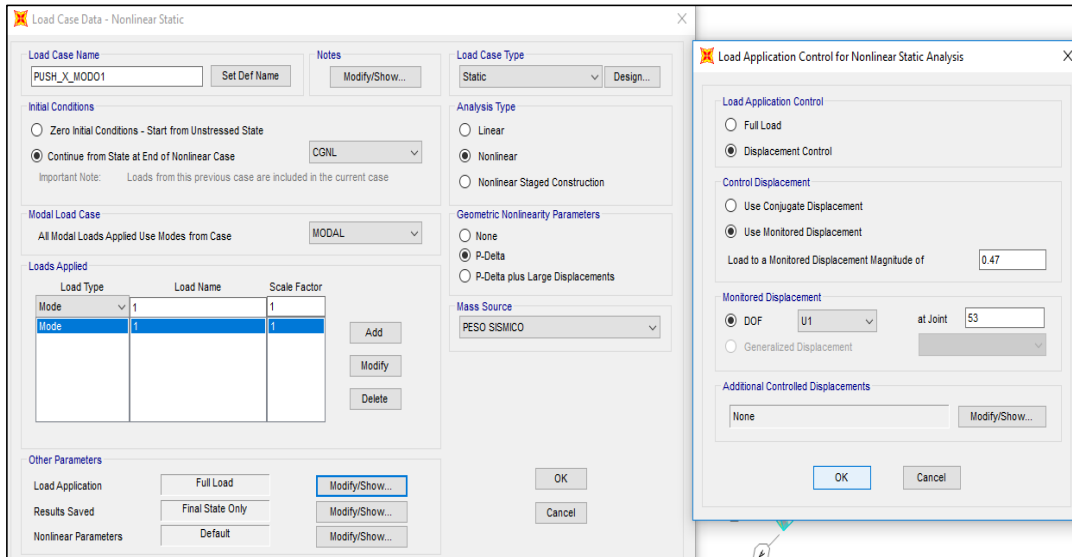 Load Case Data - Nonlinear Static
Load Case Name
PUSH_X_MODO1
Set Def Name
Notes
Modify/Show...
Load Case Type
Static
Design...
Initial Conditions
Zero Initial Conditions - Start from Unstressed State
Continue from State at End of Nonlinear Case
CGNL
Important Note: Loads from this previous case are included in the current case
Analysis Type
Linear
Nonlinear
Nonlinear Staged Construction
Modal Load Case
All Modal Loads Applied Use Modes from Case
MODAL
Geometric Nonlinearity Parameters
None
P-Delta
P-Delta plus Large Displacements
Loads Applied
Load Type Load Name Scale Factor
Mode 1 1
Mode 1 1
Add
Modify
Delete
Mass Source
PESO SISMICO
Other Parameters
Load Application Full Load Modify/Show...
Results Saved Final State Only Modify/Show...
Nonlinear Parameters Default Modify/Show...
OK
Cancel
Load Application Control for Nonlinear Static Analysis
Load Application Control
Full Load
Displacement Control
Control Displacement
Use Conjugate Displacement
Use Monitored Displacement
Load to a Monitored Displacement Magnitude of 0.47
Monitored Displacement
DOF U1 at Joint 53
Generalized Displacement
Additional Controlled Displacements
None Modify/Show...
OK Cancel